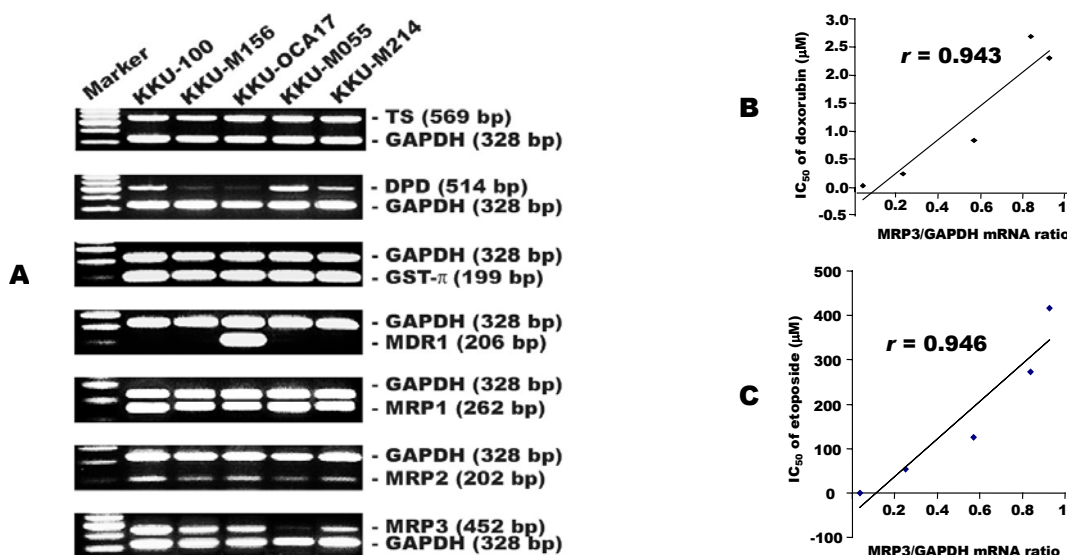 A
Marker
KKU-100
KKU-M156
KKU-OCA17
KKU-M055
KKU-M214
- TS (569 bp)
- GAPDH (328 bp)
- DPD (514 bp)
- GAPDH (328 bp)
- GAPDH (328 bp)
- GST-π (199 bp)
- GAPDH (328 bp)
- MDR1 (206 bp)
- GAPDH (328 bp)
- MRP1 (262 bp)
- GAPDH (328 bp)
- MRP2 (202 bp)
- MRP3 (452 bp)
- GAPDH (328 bp)
B
IC50 of doxorubin (µM)
3.0
2.5
2.0
1.5
1.0
0.5
0.0
-0.5
r = 0.943
0.2 0.4 0.6 0.8 1
MRP3/GAPDH mRNA ratio
C
IC50 of etoposide (µM)
500
400
300
200
100
0
-100
r = 0.946
0.2 0.4 0.6 0.8 1
MRP3/GAPDH mRNA ratio